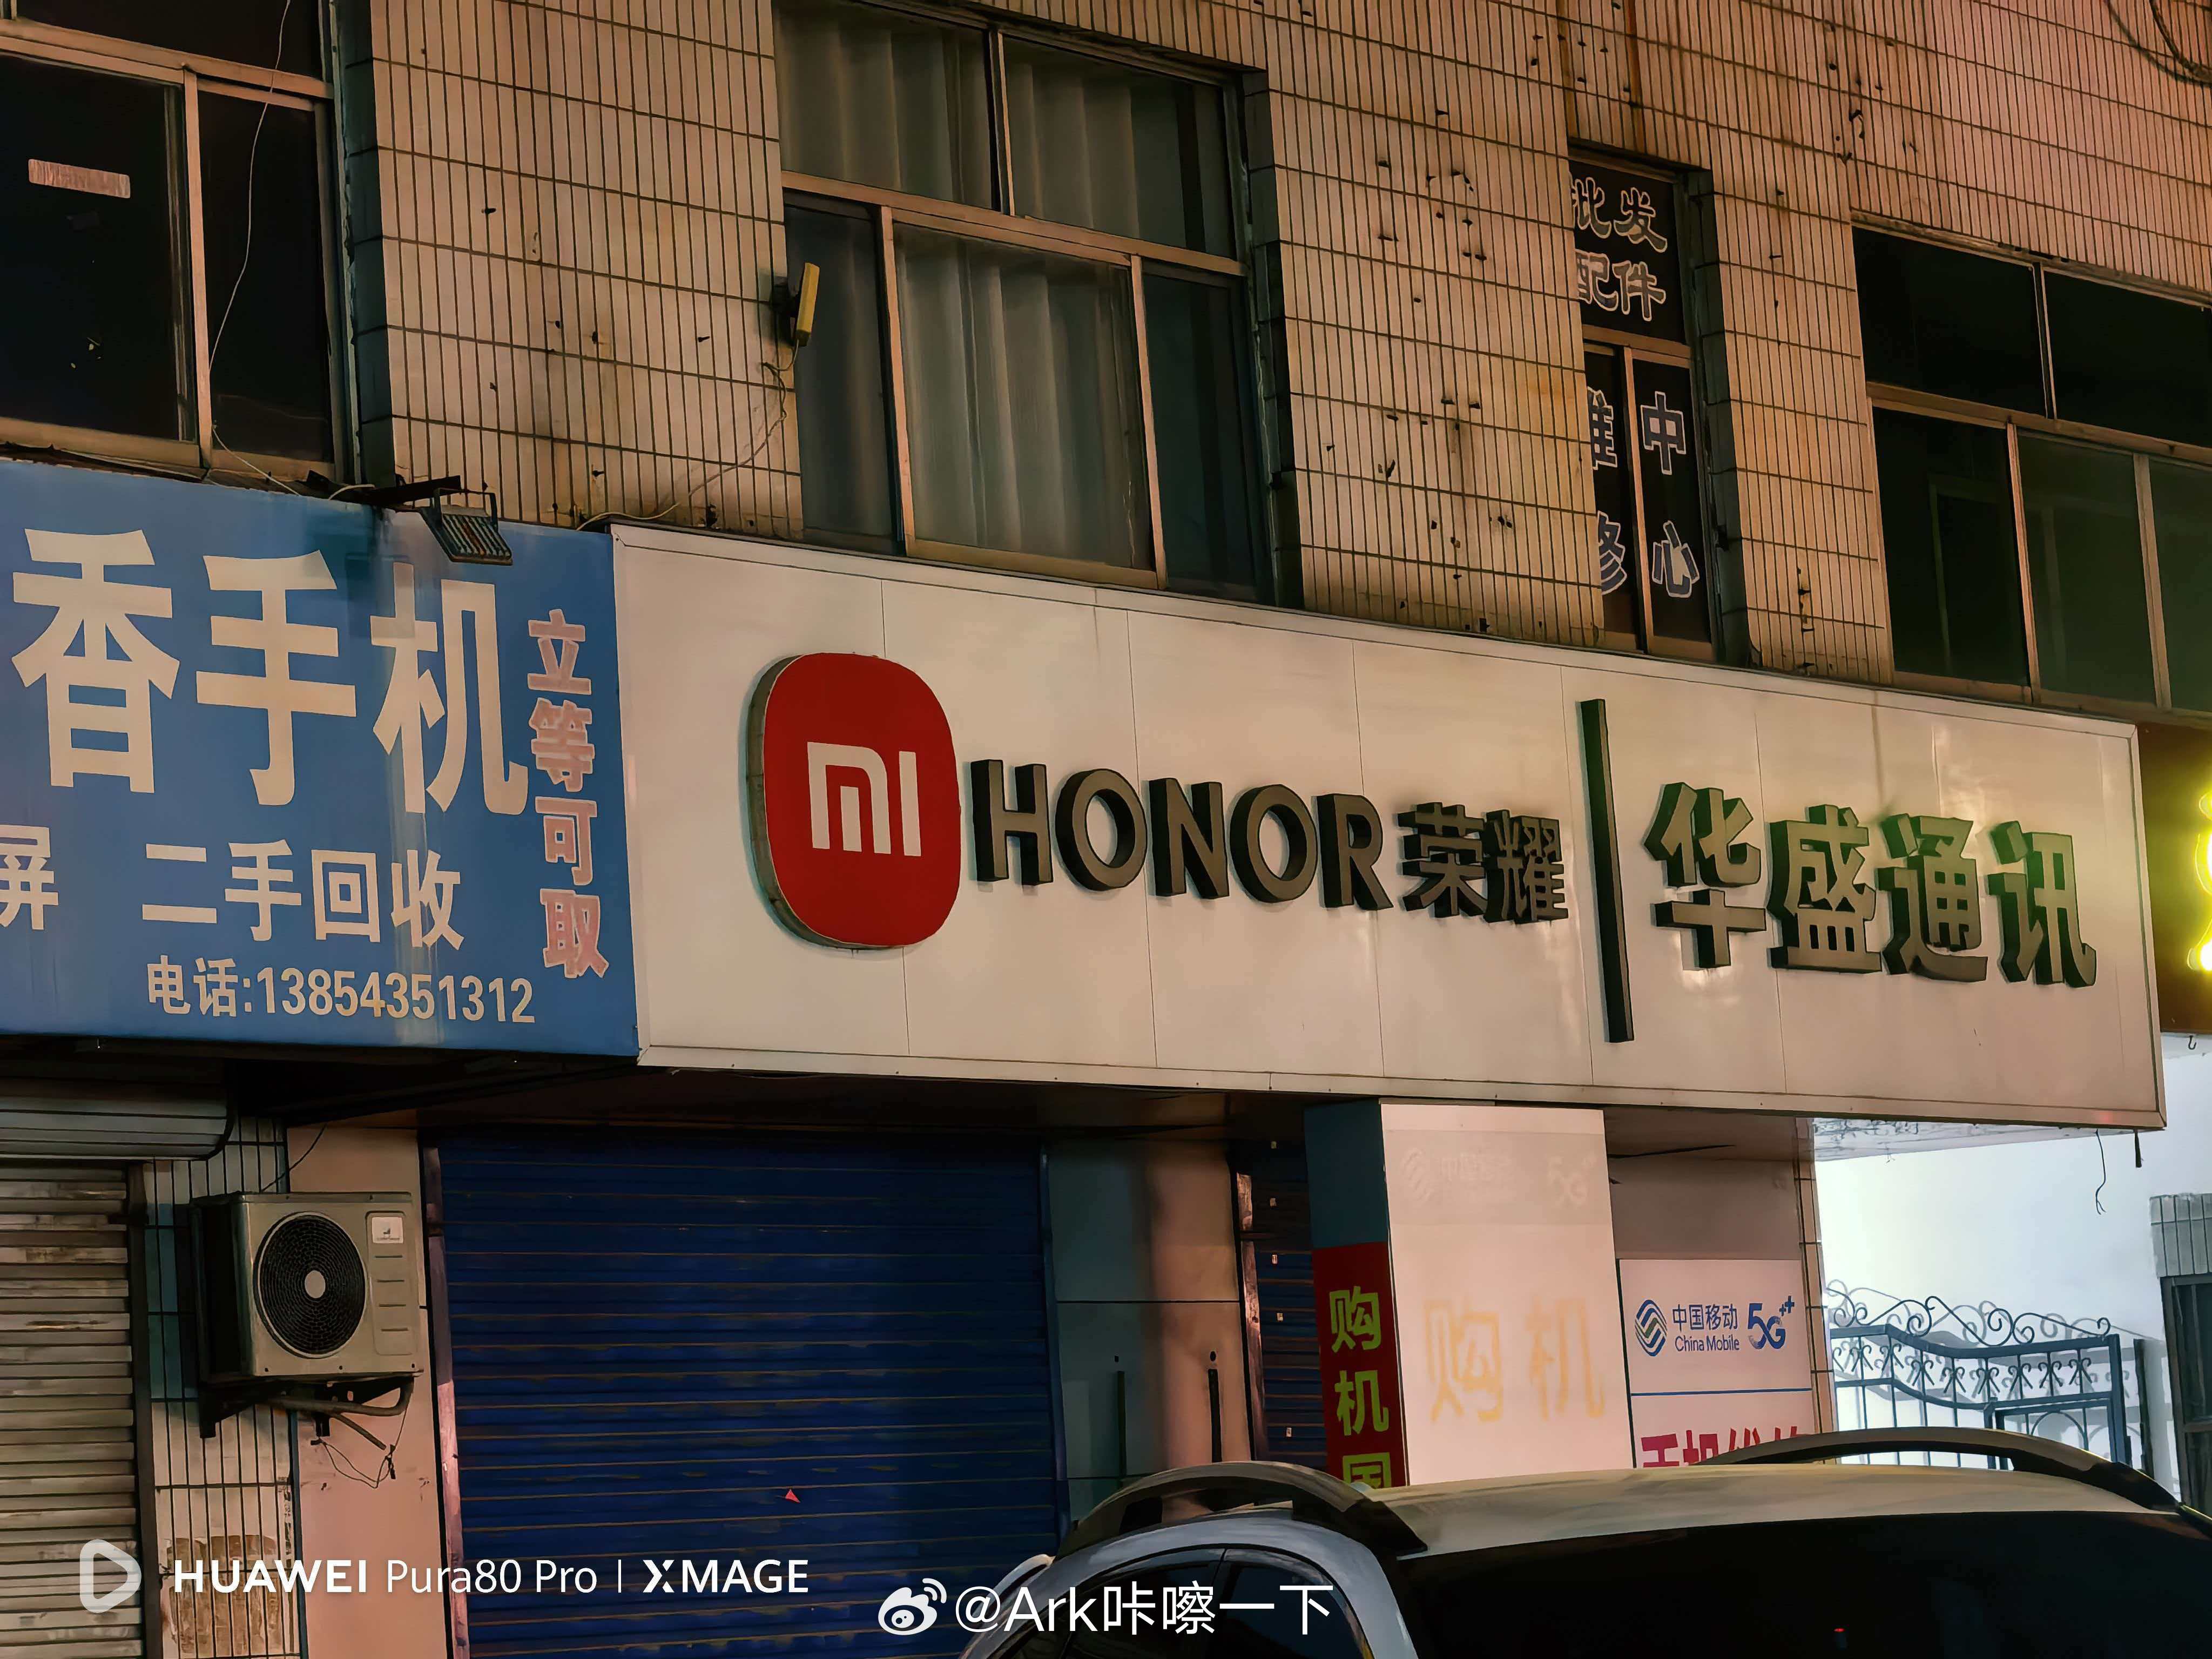 批发
配件
维 中
修 心
香手机
立等可取
屏 二手回收
电话:13854351312
mi HONOR荣耀 华盛通讯
购机
购机
中国移动 5G++
China Mobile
HUAWEI Pura80 Pro | XMAGE
@Ark咔嚓一下